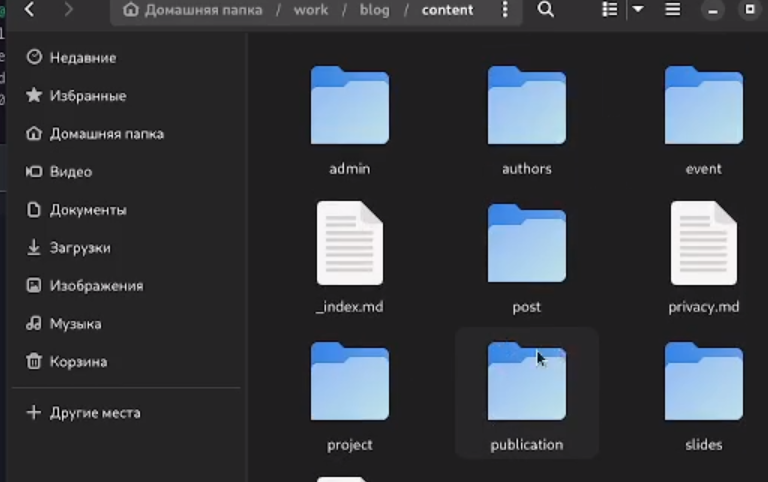 Домашняя папка / work / blog / content
Недавние
Избранные
Домашняя папка
Видео
Документы
Загрузки
Изображения
Музыка
Корзина
Другие места
admin
authors
event
_index.md
post
privacy.md
project
publication
slides